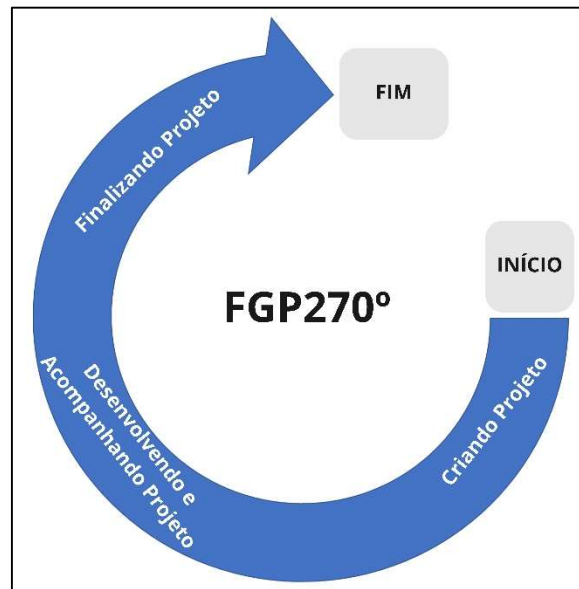 FIM
INÍCIO
FGP270º
Criando Projeto
Desenvolvendo e
Acompanhando Projeto
Finalizando Projeto